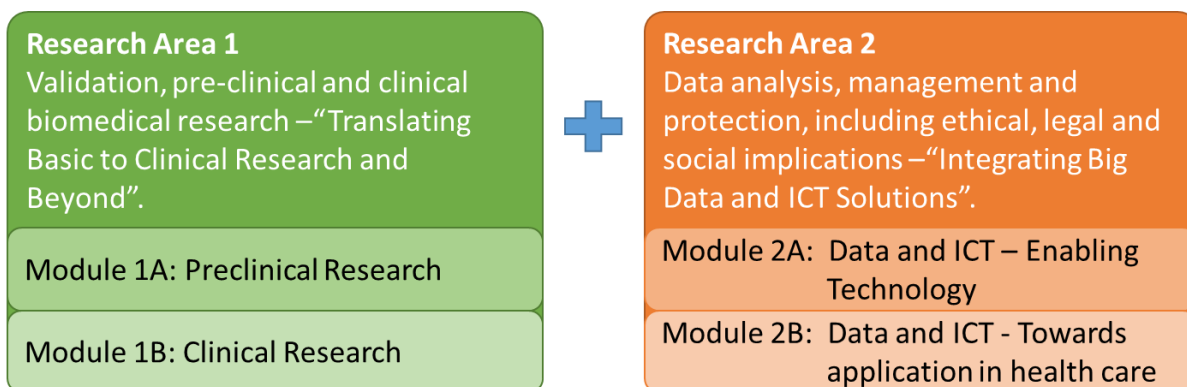 Research Area 1
Validation, pre-clinical and clinical
biomedical research –“Translating
Basic to Clinical Research and
Beyond”.
Module 1A: Preclinical Research
Module 1B: Clinical Research
Research Area 2
Data analysis, management and
protection, including ethical, legal and
social implications –“Integrating Big
Data and ICT Solutions”.
Module 2A: Data and ICT – Enabling
Technology
Module 2B: Data and ICT - Towards
application in health care